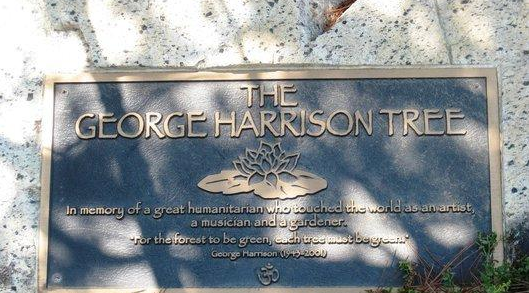 THE
GEORGE HARRISON TREE
In memory of a great humanitarian who touched the world as an artist,
a musician and a gardener.
"For the forest to be green, each tree must be green."
George Harrison (1943-2001)
ॐ